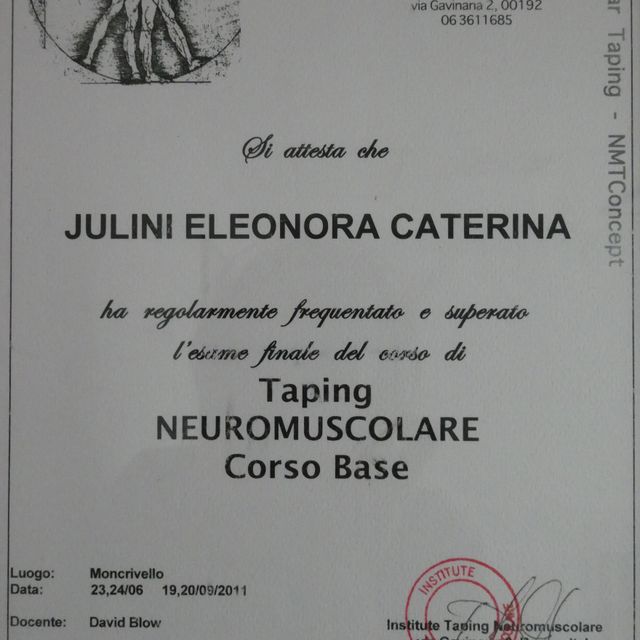 via Gavinana 2, 00192
06 3611685
ar Taping - NMTConcept
Si attesta che
JULINI ELEONORA CATERINA
ha regolarmente frequentato e superato
l'esame finale del corso di
Taping
NEUROMUSCOLARE
Corso Base
Luogo: Moncrivello
Data: 23,24/06 19,20/09/2011
Docente: David Blow
INSTITUTE
Institute Taping Neuromuscolare